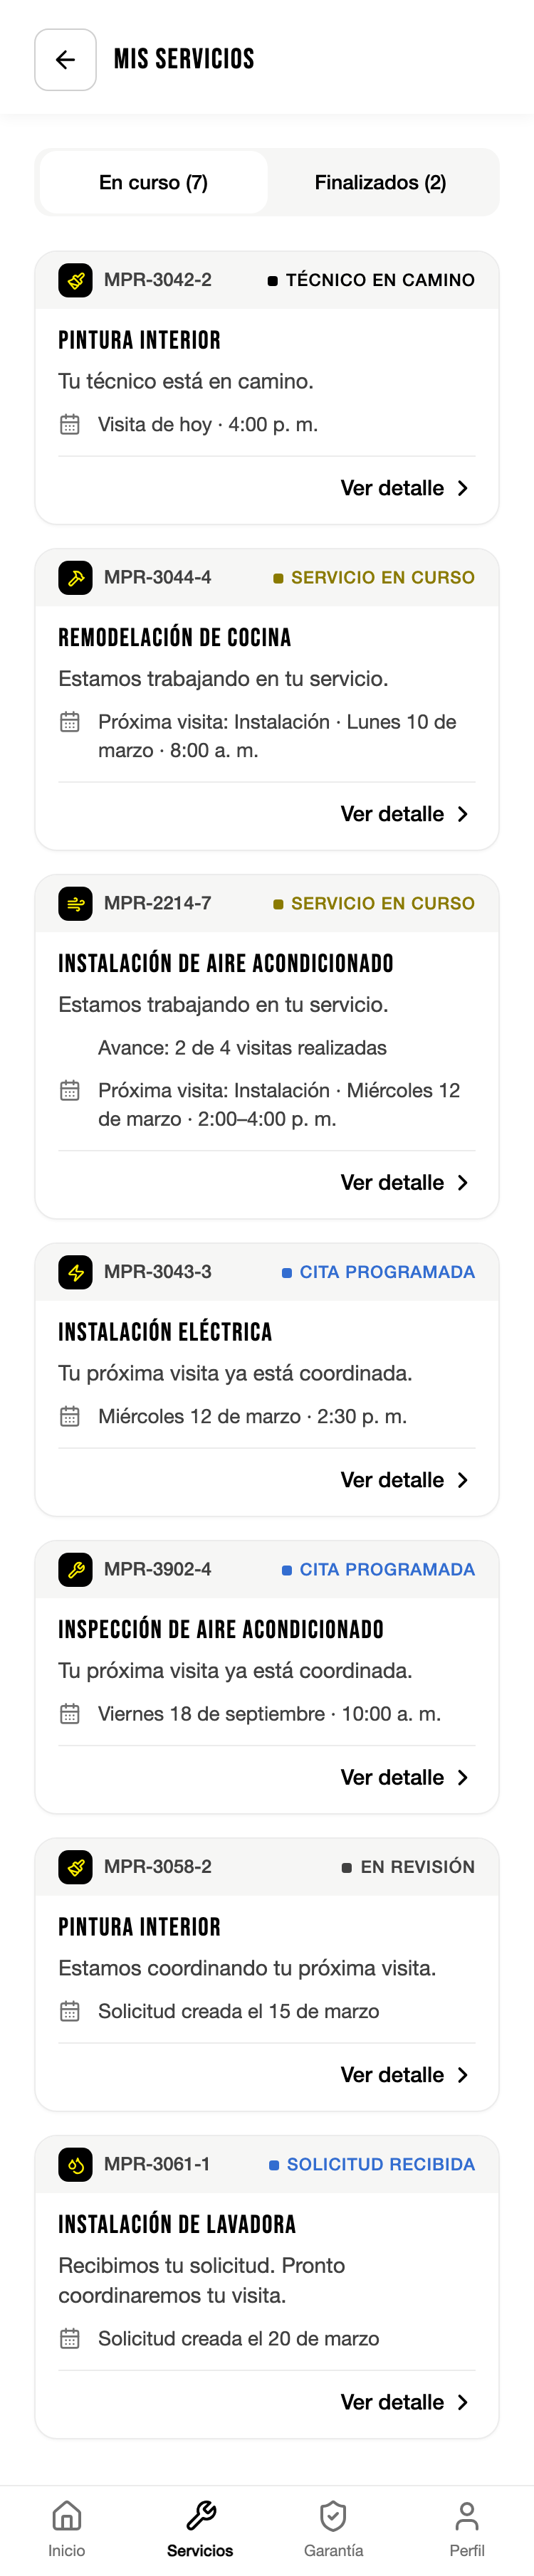 MIS SERVICIOS
En curso (7)
Finalizados (2)
MPR-3042-2
TÉCNICO EN CAMINO
PINTURA INTERIOR
Tu técnico está en camino.
Visita de hoy · 4:00 p. m.
Ver detalle
MPR-3044-4
SERVICIO EN CURSO
REMODELACIÓN DE COCINA
Estamos trabajando en tu servicio.
Próxima visita: Instalación · Lunes 10 de
marzo · 8:00 a. m.
Ver detalle
MPR-2214-7
SERVICIO EN CURSO
INSTALACIÓN DE AIRE ACONDICIONADO
Estamos trabajando en tu servicio.
Avance: 2 de 4 visitas realizadas
Próxima visita: Instalación · Miércoles 12
de marzo · 2:00–4:00 p. m.
Ver detalle
MPR-3043-3
CITA PROGRAMADA
INSTALACIÓN ELÉCTRICA
Tu próxima visita ya está coordinada.
Miércoles 12 de marzo · 2:30 p. m.
Ver detalle
MPR-3902-4
CITA PROGRAMADA
INSPECCIÓN DE AIRE ACONDICIONADO
Tu próxima visita ya está coordinada.
Viernes 18 de septiembre · 10:00 a. m.
Ver detalle
MPR-3058-2
EN REVISIÓN
PINTURA INTERIOR
Estamos coordinando tu próxima visita.
Solicitud creada el 15 de marzo
Ver detalle
MPR-3061-1
SOLICITUD RECIBIDA
INSTALACIÓN DE LAVADORA
Recibimos tu solicitud. Pronto
coordinaremos tu visita.
Solicitud creada el 20 de marzo
Ver detalle
Inicio
Servicios
Garantía
Perfil